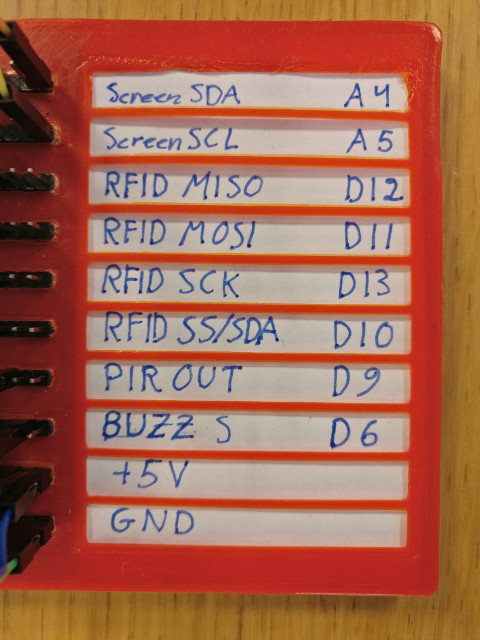 Screen SDA A4
Screen SCL A5
RFID MISO D12
RFID MOSI D11
RFID SCK D13
RFID SS/SDA D10
PIR OUT D9
BUZZ S D6
+5V
GND